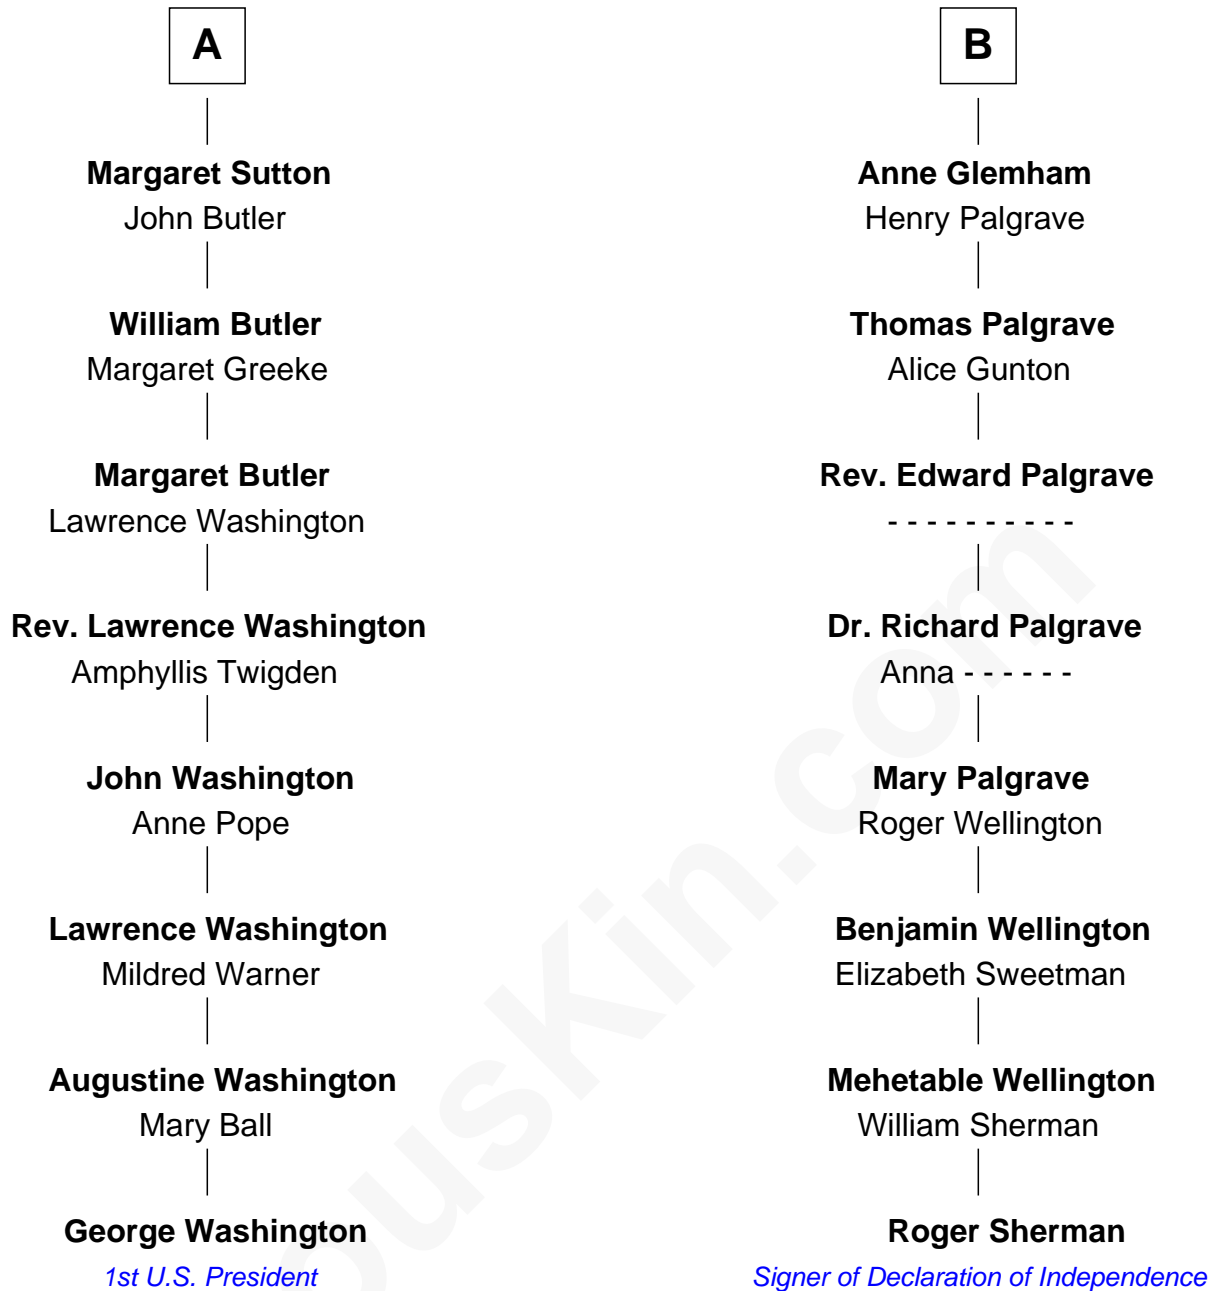 A
Margaret Sutton
John Butler
William Butler
Margaret Greeke
Margaret Butler
Lawrence Washington
Rev. Lawrence Washington
Amphyllis Twigden
John Washington
Anne Pope
Lawrence Washington
Mildred Warner
Augustine Washington
Mary Ball
George Washington
1st U.S. President
B
Anne Glemham
Henry Palgrave
Thomas Palgrave
Alice Gunton
Rev. Edward Palgrave
- - - - - - - - - -
Dr. Richard Palgrave
Anna - - - - - -
Mary Palgrave
Roger Wellington
Benjamin Wellington
Elizabeth Sweetman
Mehetable Wellington
William Sherman
Roger Sherman
Signer of Declaration of Independence
ousKin.com